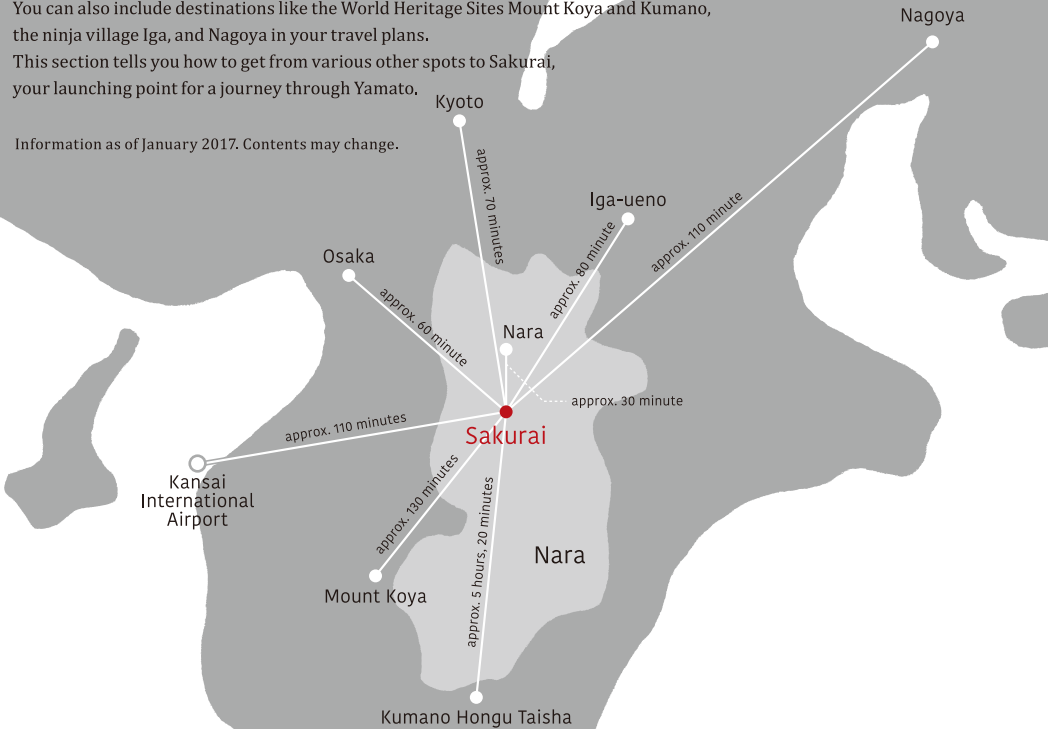 You can also include destinations like the World Heritage Sites Mount Koya and Kumano,
the ninja village Iga, and Nagoya in your travel plans.
This section tells you how to get from various other spots to Sakurai,
your launching point for a journey through Yamato.
Information as of January 2017. Contents may change.
Nagoya
Kyoto
approx. 70 minutes
Iga-ueno
approx. 80 minute
approx. 110 minute
Osaka
approx. 60 minute
Nara
approx. 30 minute
Sakurai
approx. 110 minutes
Kansai
International
Airport
approx. 130 minutes
Mount Koya
approx. 5 hours, 20 minutes
Nara
Kumano Hongu Taisha